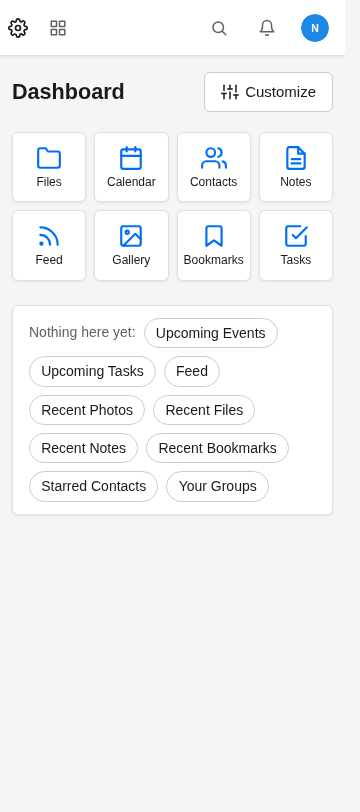 N
Dashboard
Customize
Files Calendar Contacts Notes
Feed Gallery Bookmarks Tasks
Nothing here yet: Upcoming Events
Upcoming Tasks Feed
Recent Photos Recent Files
Recent Notes Recent Bookmarks
Starred Contacts Your Groups